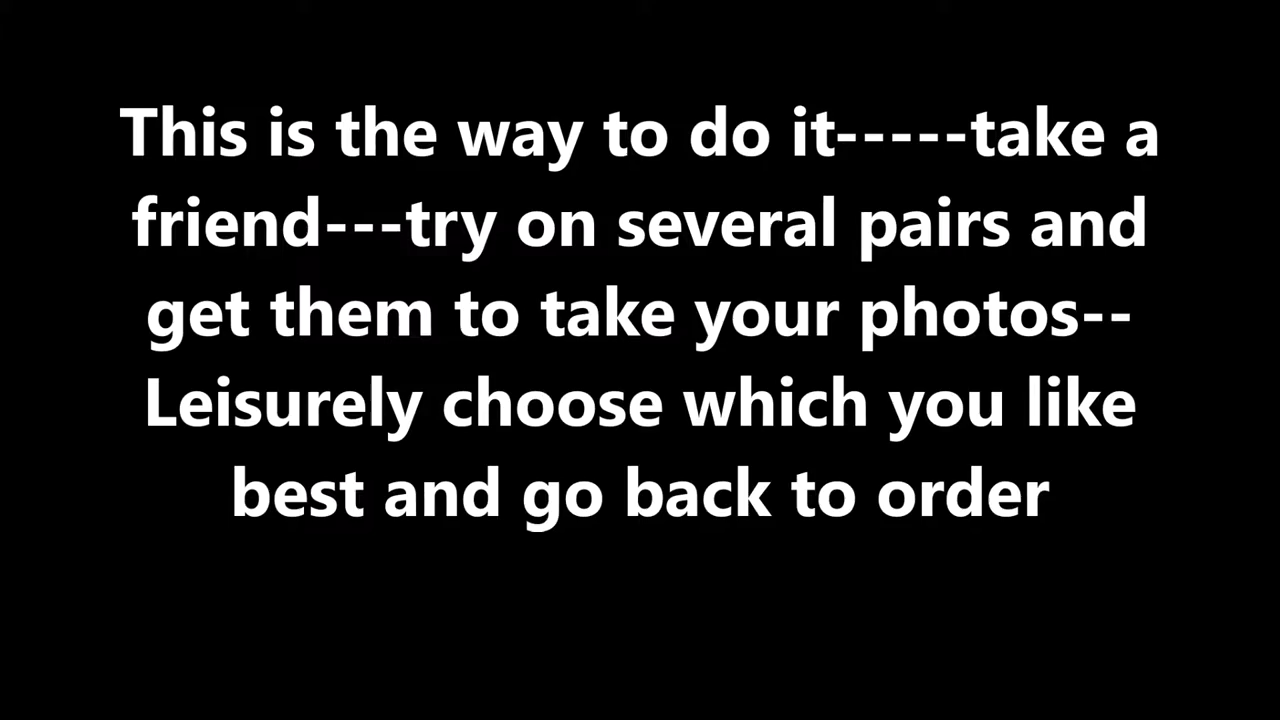 This is the way to do it-----take a
friend---try on several pairs and
get them to take your photos--
Leisurely choose which you like
best and go back to order